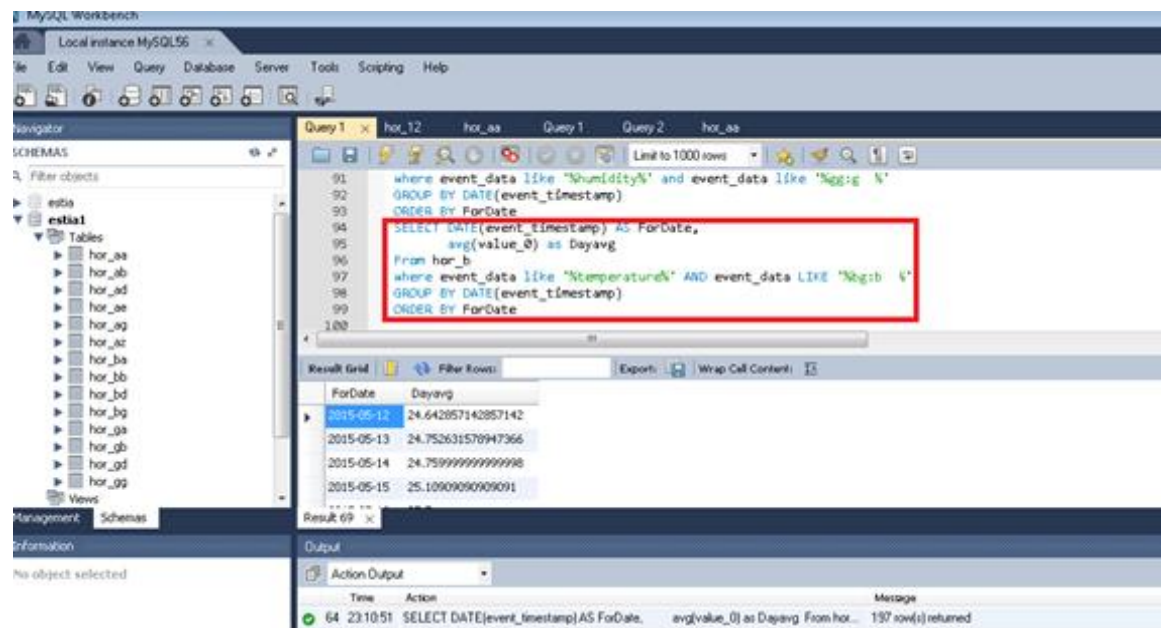 MySQL Workbench
Local instance MySQL56
File Edit View Query Database Server Tools Scripting Help
Navigator
SCHEMAS
Filter objects
estia
estia1
Tables
hor_aa
hor_ab
hor_ad
hor_ae
hor_ag
hor_az
hor_ba
hor_bb
hor_bd
hor_bg
hor_ga
hor_gb
hor_gd
hor_gg
Views
Management Schemas
Information
No object selected
Query 1 hor_12 hor_aa Query 1 Query 2 hor_aa
Limit to 1000 rows
91 where event_data like '%humidity%' and event_data like '%gg:g %'
92 GROUP BY DATE(event_timestamp)
93 ORDER BY ForDate
94 SELECT DATE(event_timestamp) AS ForDate,
95 avg(value_0) as Dayavg
96 From hor_b
97 where event_data like '%temperature%' AND event_data LIKE '%bg:b %'
98 GROUP BY DATE(event_timestamp)
99 ORDER BY ForDate
100
Result Grid Filter Rows: Export: Wrap Cell Content:
ForDate Dayavg
2015-05-12 24.642857142857142
2015-05-13 24.752631578947366
2015-05-14 24.759999999999998
2015-05-15 25.10909090909091
Result 69
Output
Action Output
Time Action Message
64 23:10:51 SELECT DATE(event_timestamp) AS ForDate, avg(value_0) as Dayavg From hor... 197 row(s) returned